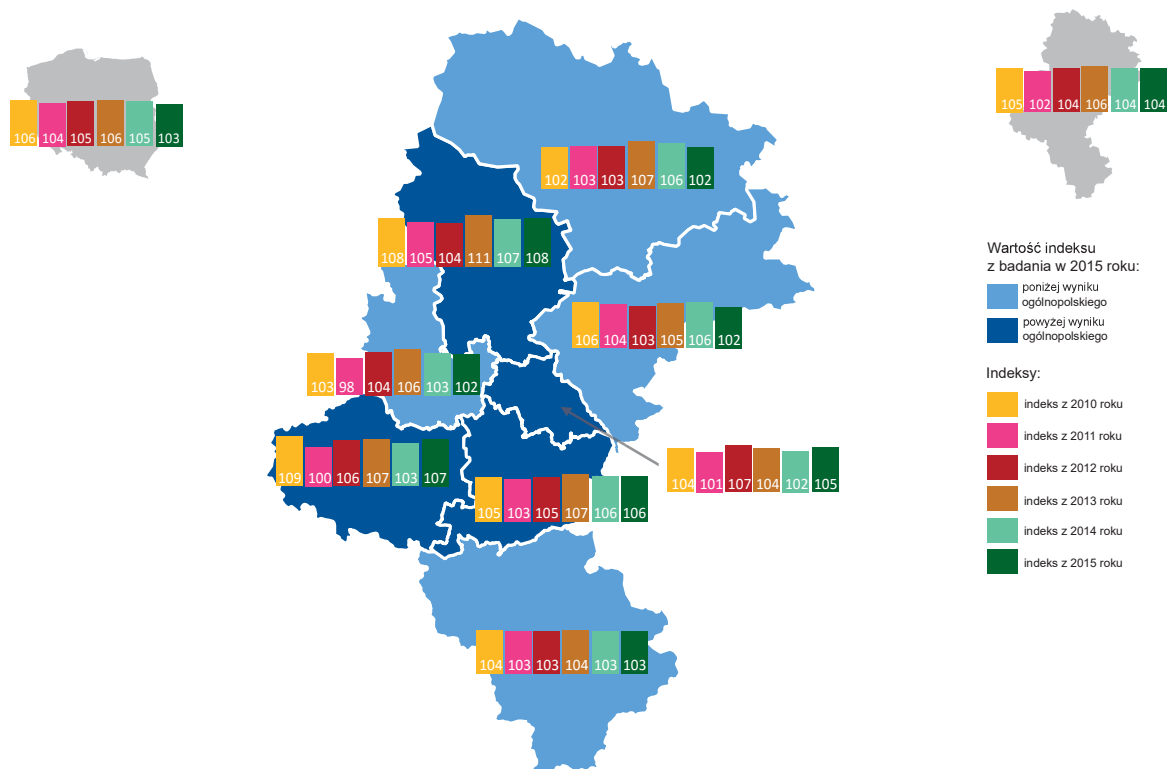 106 104 105 106 105 103
105 102 104 106 104 104
102 103 103 107 106 102
108 105 104 111 107 108
106 104 103 105 106 102
103 98 104 106 103 102
109 100 106 107 103 107
104 101 107 104 102 105
105 103 105 107 106 106
104 103 103 104 103 103
Wartość indeksu
z badania w 2015 roku:
poniżej wyniku
ogólnopolskiego
powyżej wyniku
ogólnopolskiego
Indeksy:
indeks z 2010 roku
indeks z 2011 roku
indeks z 2012 roku
indeks z 2013 roku
indeks z 2014 roku
indeks z 2015 roku